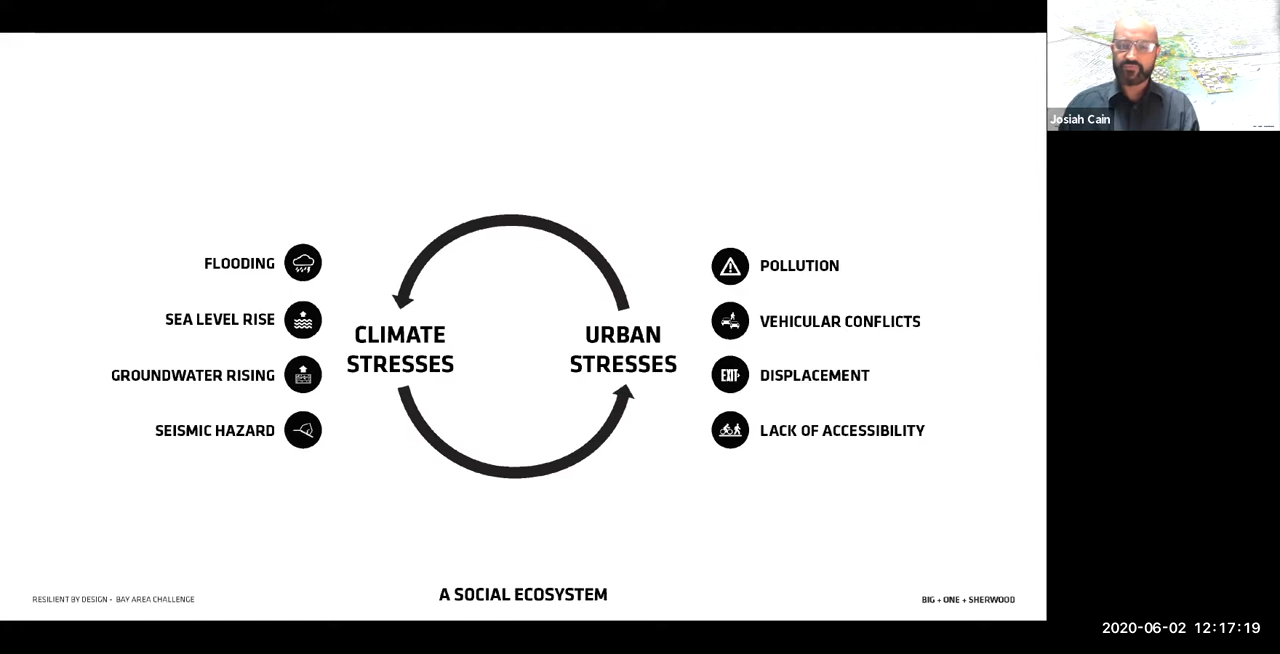 Josiah Cain
FLOODING
SEA LEVEL RISE
GROUNDWATER RISING
SEISMIC HAZARD
CLIMATE
STRESSES
URBAN
STRESSES
POLLUTION
VEHICULAR CONFLICTS
EXIT
DISPLACEMENT
LACK OF ACCESSIBILITY
A SOCIAL ECOSYSTEM
RESILIENT BY DESIGN - BAY AREA CHALLENGE
BIG + ONE + SHERWOOD
2020-06-02 12:17:19